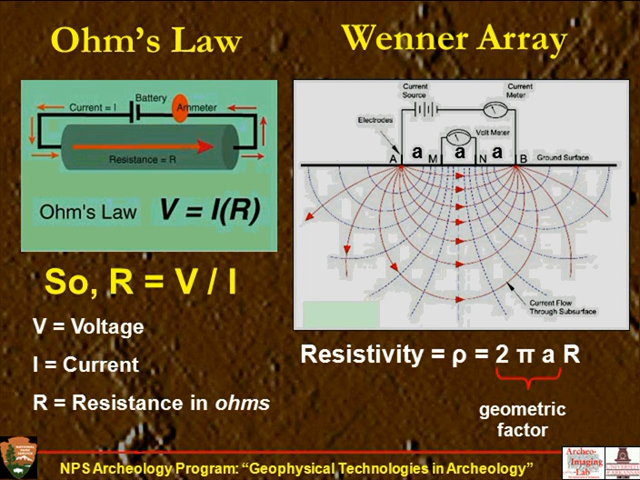 Ohm's Law
Current = I
Battery
Ammeter
Resistance = R
Ohm's Law V = I(R)
So, R = V / I
V = Voltage
I = Current
R = Resistance in ohms
Wenner Array
Current
Source
Current
Meter
Electrodes
Volt Meter
a a a
A M N B Ground Surface
Current Flow
Through Subsurface
Resistivity = ρ = 2 π a R
geometric
factor
NPS Archeology Program: “Geophysical Technologies in Archeology”
Archeo-
Imaging
Lab